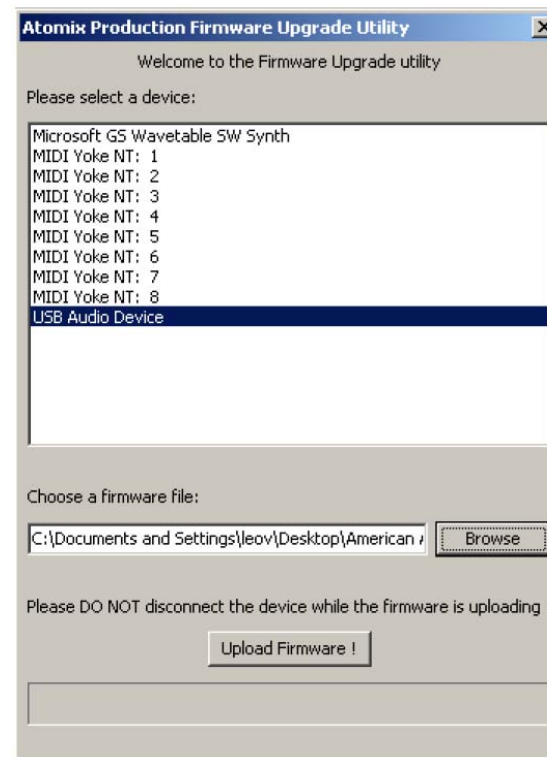 Atomix Production Firmware Upgrade Utility
Welcome to the Firmware Upgrade utility
Please select a device:
Microsoft GS Wavetable SW Synth
MIDI Yoke NT: 1
MIDI Yoke NT: 2
MIDI Yoke NT: 3
MIDI Yoke NT: 4
MIDI Yoke NT: 5
MIDI Yoke NT: 6
MIDI Yoke NT: 7
MIDI Yoke NT: 8
USB Audio Device
Choose a firmware file:
C:\Documents and Settings\leov\Desktop\American
Browse
Please DO NOT disconnect the device while the firmware is uploading
Upload Firmware !